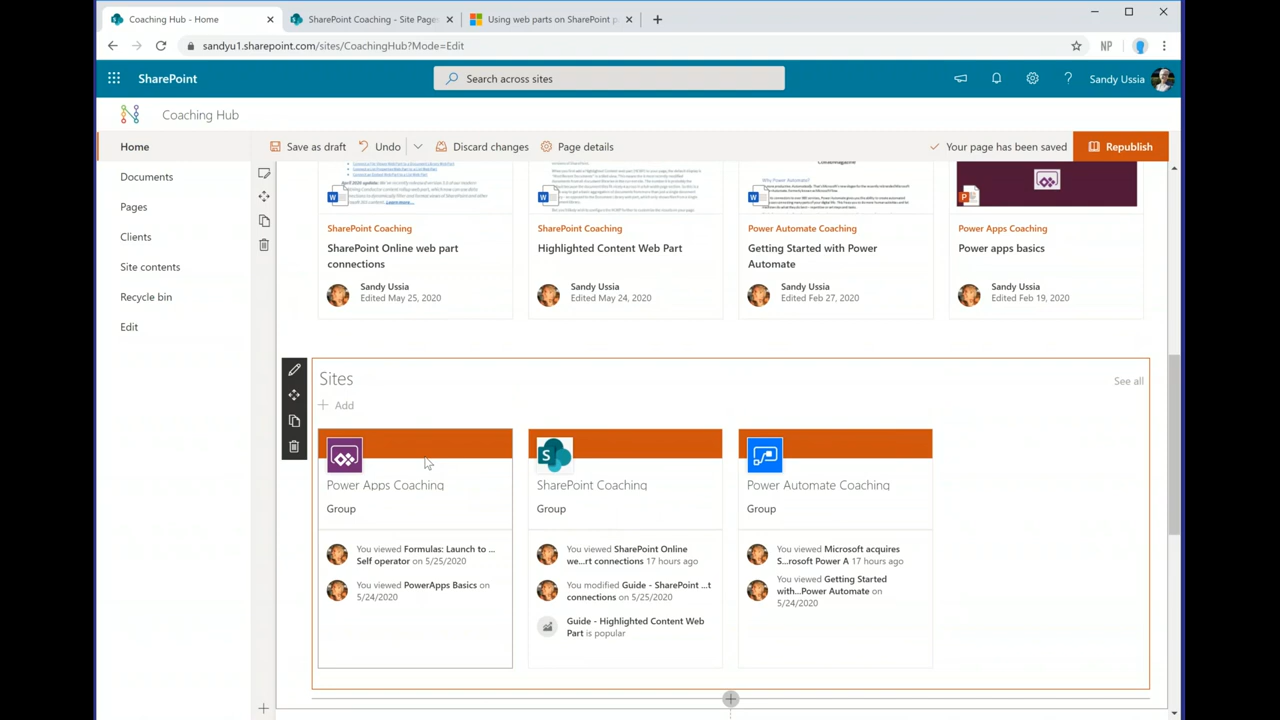 Coaching Hub - Home
SharePoint Coaching - Site Pages
Using web parts on SharePoint p
sandyu1.sharepoint.com/sites/CoachingHub?Mode=Edit
NP
SharePoint
Search across sites
Sandy Ussia
Coaching Hub
Home
Save as draft
Undo
Discard changes
Page details
Your page has been saved
Republish
Documents
Pages
Clients
Site contents
Recycle bin
Edit
SharePoint Coaching
SharePoint Online web part
connections
Sandy Ussia
Edited May 25, 2020
SharePoint Coaching
Highlighted Content Web Part
Sandy Ussia
Edited May 24, 2020
Why Power Automate?
Power Automate Coaching
Getting Started with Power
Automate
Sandy Ussia
Edited Feb 27, 2020
Power Apps Coaching
Power apps basics
Sandy Ussia
Edited Feb 19, 2020
Sites
See all
Add
Power Apps Coaching
Group
You viewed Formulas: Launch to ...
Self operator on 5/25/2020
You viewed PowerApps Basics on
5/24/2020
SharePoint Coaching
Group
You viewed SharePoint Online
we...rt connections 17 hours ago
You modified Guide - SharePoint ...t
connections on 5/25/2020
Guide - Highlighted Content Web
Part is popular
Power Automate Coaching
Group
You viewed Microsoft acquires
S...rosoft Power A 17 hours ago
You viewed Getting Started
with...Power Automate on
5/24/2020